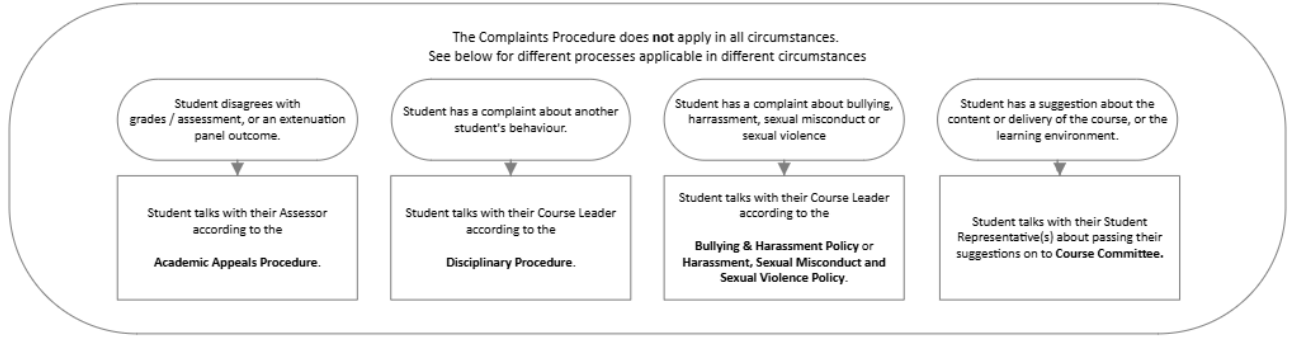 The Complaints Procedure does not apply in all circumstances.
See below for different processes applicable in different circumstances
Student disagrees with
grades / assessment, or an extenuation
panel outcome.
Student talks with their Assessor
according to the
Academic Appeals Procedure.
Student has a complaint about another
student's behaviour.
Student talks with their Course Leader
according to the
Disciplinary Procedure.
Student has a complaint about bullying,
harrassment, sexual misconduct or
sexual violence
Student talks with their Course Leader
according to the
Bullying & Harassment Policy or
Harassment, Sexual Misconduct and
Sexual Violence Policy.
Student has a suggestion about the
content or delivery of the course, or the
learning environment.
Student talks with their Student
Representative(s) about passing their
suggestions on to Course Committee.